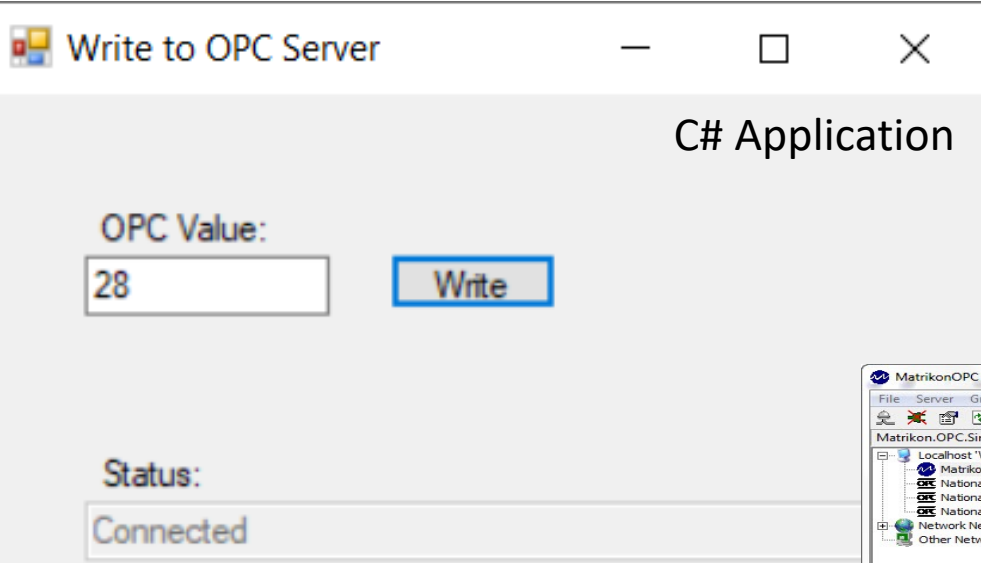 Write to OPC Server
C# Application
OPC Value:
28
Write
MatrikonOPC
File Server
Matrikon.OPC.Sin
Localhost
Matriko
Nationa
Nationa
Nationa
Network Ne
Other Netw
Status:
Connected